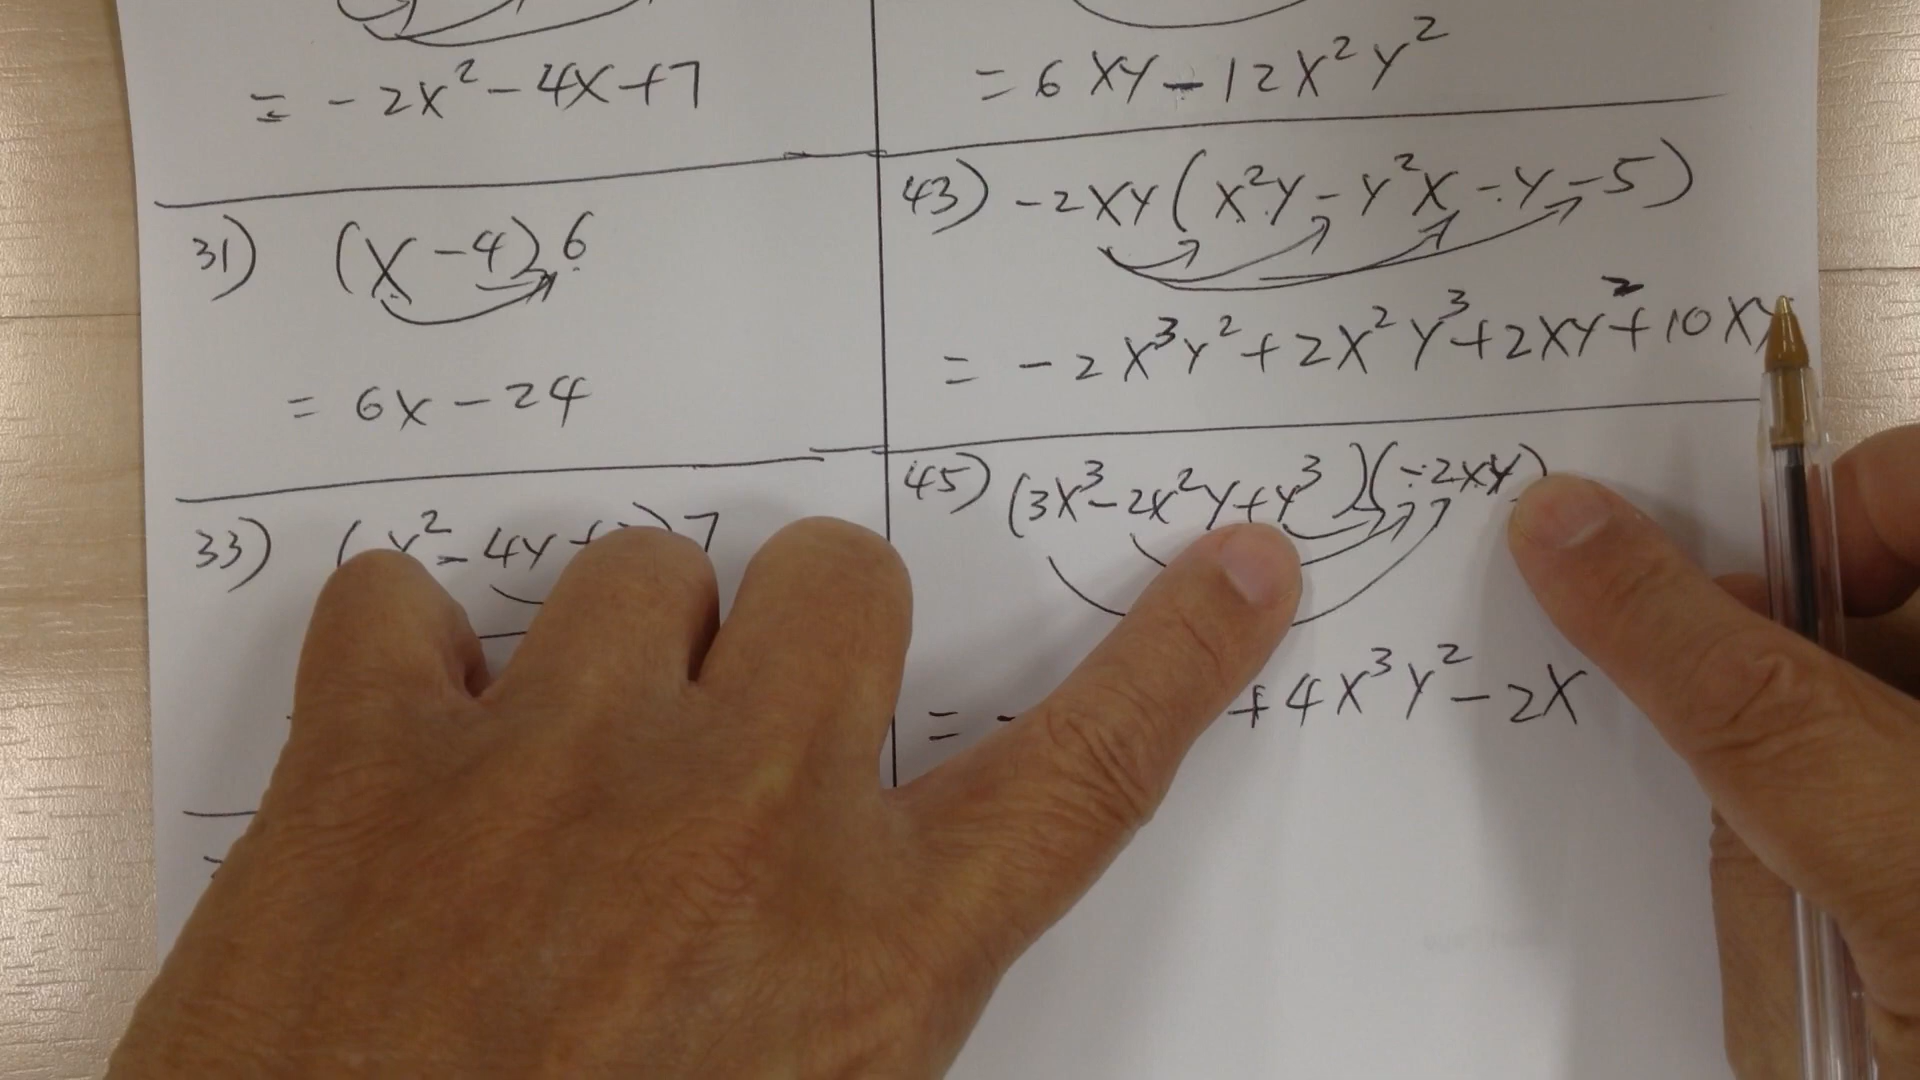 = -2x² - 4x + 7
31) (x - 4) 6
= 6x - 24
33)
= 6xy - 12x²y²
43) -2xy(x²y - y²x - y - 5)
= -2x³y² + 2x²y³ + 2xy² + 10xy
45) (3x³ - 2x²y + y³)(-2xy)
= - + 4x³y² - 2x